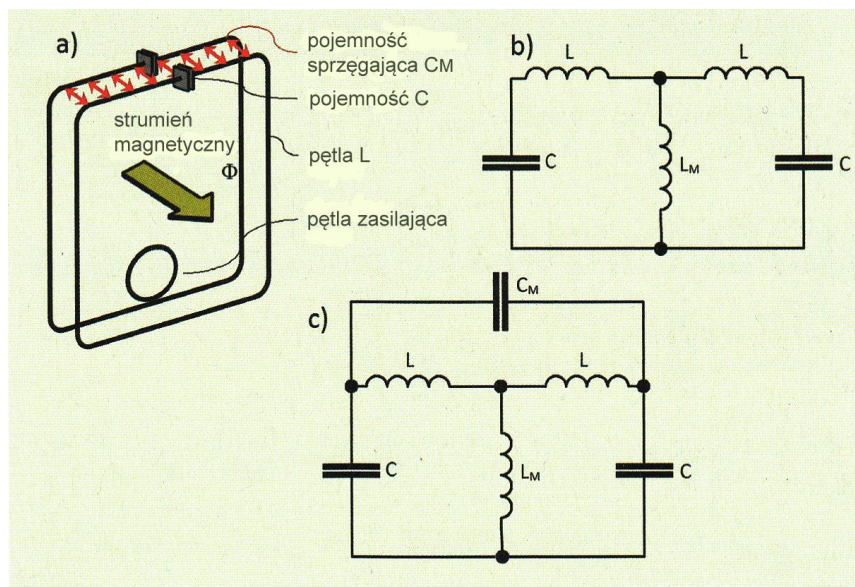 a)
pojemność
sprzęgająca CM
pojemność C
strumień
magnetyczny
Φ
pętla L
pętla zasilająca
b)
L
L
C
LM
C
c)
CM
L
L
C
LM
C